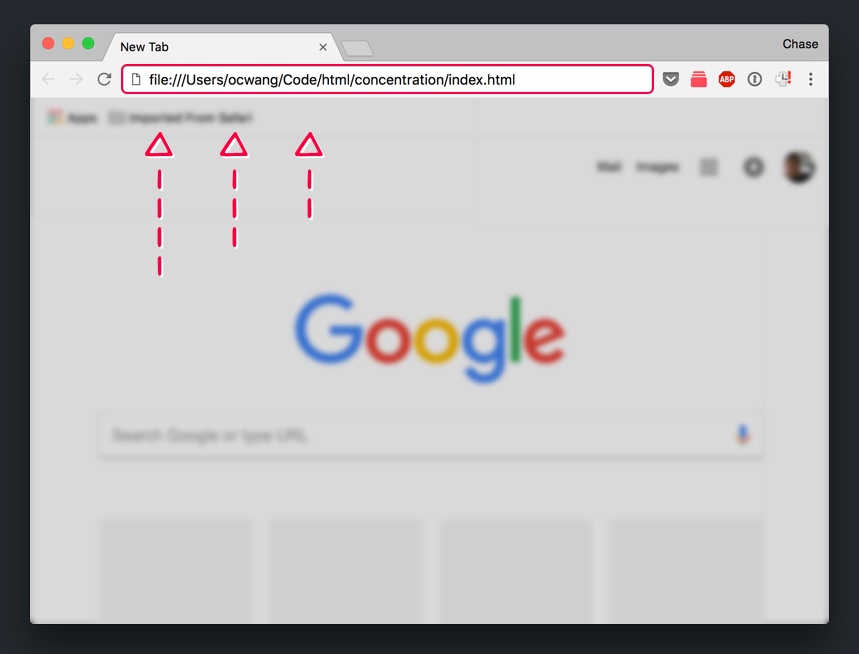 New Tab
Chase
file:///Users/ocwang/Code/html/concentration/index.html
ABP
Apps Imported From Safari
Mail Images
Google
Search Google or type URL